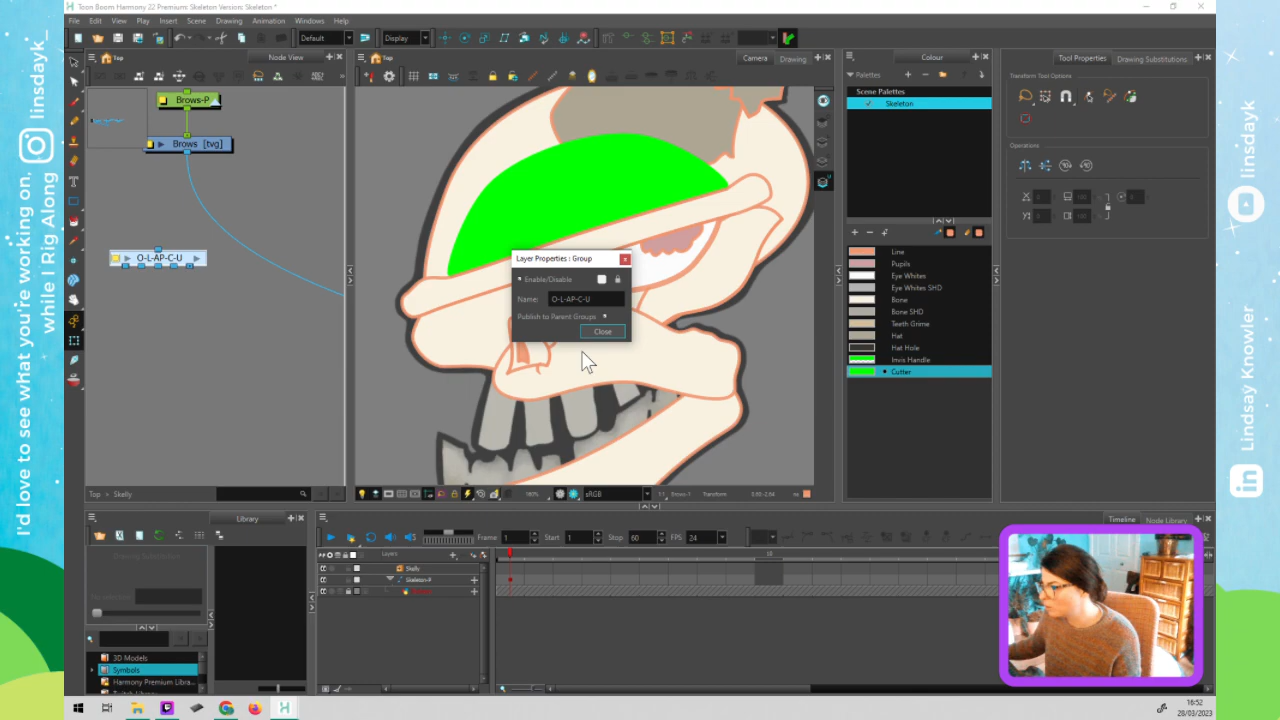 Toon Boom Harmony 22 Premium: Skeleton Version: Skeleton *
File Edit View Play Insert Scene Drawing Animation Windows Help
Default
Display
Top
Node View
Top
Camera
Drawing
Colour
Tool Properties
Drawing Substitutions
Brows-P
Brows [tvg]
O-L-AP-C-U
Top > Skelly
Layer Properties : Group
Enable/Disable
Name: O-L-AP-C-U
Publish to Parent Groups
Close
sRGB
Transform
Palettes
Scene Palettes
Skeleton
Line
Pupils
Eye Whites
Eye Whites SHD
Bone
Bone SHD
Teeth Grime
Hat
Hat Hole
Invis Handle
Cutter
Transform Tool Options
Operations
Library
3D Models
Symbols
Harmony Premium Libra...
Timeline
Node Library
Frame 1 Start 1 Stop 60 FPS 24
Layers
Skelly
Skeleton-P
16:52
28/03/2023
I'd love to see what you're working on,
while I Rig Along
linsdayk_
linsdayk
Lindsay Knowler